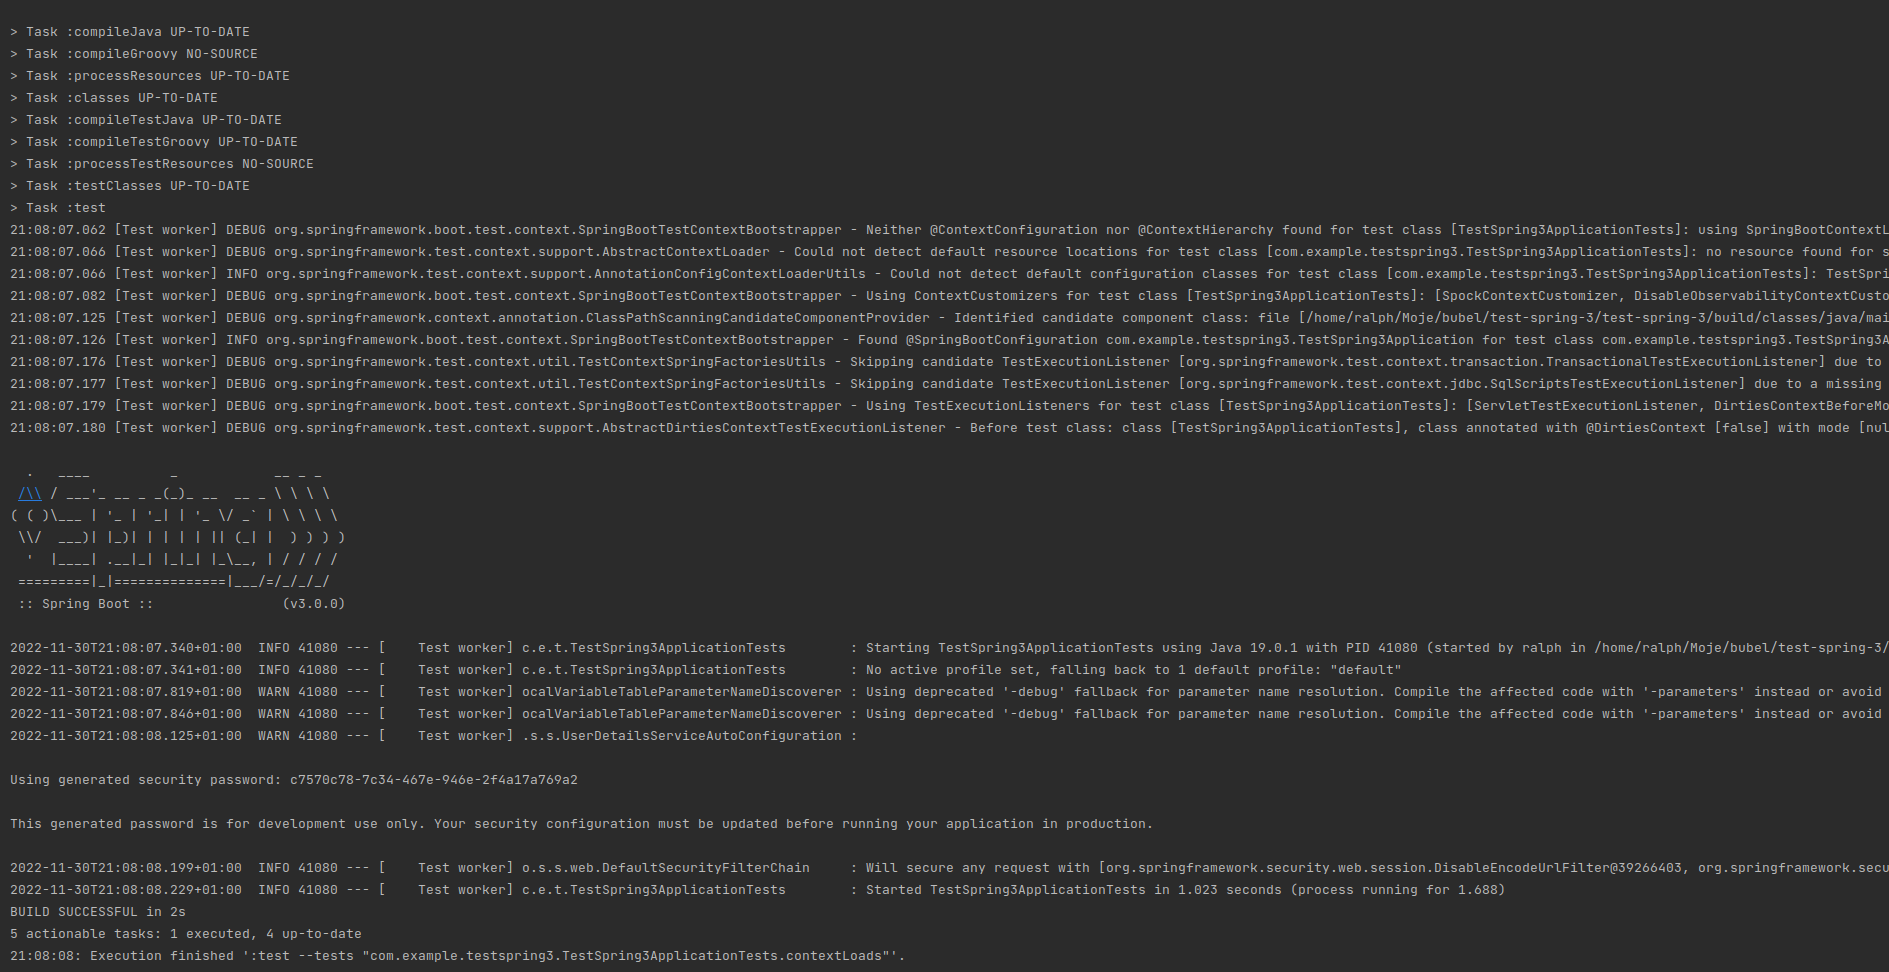 > Task :compileJava UP-TO-DATE
> Task :compileGroovy NO-SOURCE
> Task :processResources UP-TO-DATE
> Task :classes UP-TO-DATE
> Task :compileTestJava UP-TO-DATE
> Task :compileTestGroovy UP-TO-DATE
> Task :processTestResources NO-SOURCE
> Task :testClasses UP-TO-DATE
> Task :test
21:08:07.062 [Test worker] DEBUG org.springframework.boot.test.context.SpringBootTestContextBootstrapper - Neither @ContextConfiguration nor @ContextHierarchy found for test class [TestSpring3ApplicationTests]: using SpringBootContextL
21:08:07.066 [Test worker] DEBUG org.springframework.test.context.support.AbstractContextLoader - Could not detect default resource locations for test class [com.example.testspring3.TestSpring3ApplicationTests]: no resource found for s
21:08:07.066 [Test worker] INFO org.springframework.test.context.support.AnnotationConfigContextLoaderUtils - Could not detect default configuration classes for test class [com.example.testspring3.TestSpring3ApplicationTests]: TestSpri
21:08:07.082 [Test worker] DEBUG org.springframework.boot.test.context.SpringBootTestContextBootstrapper - Using ContextCustomizers for test class [TestSpring3ApplicationTests]: [SpockContextCustomizer, DisableObservabilityContextCusto
21:08:07.125 [Test worker] DEBUG org.springframework.context.annotation.ClassPathScanningCandidateComponentProvider - Identified candidate component class: file [/home/ralph/Moje/bubel/test-spring-3/test-spring-3/build/classes/java/mai
21:08:07.126 [Test worker] INFO org.springframework.boot.test.context.SpringBootTestContextBootstrapper - Found @SpringBootConfiguration com.example.testspring3.TestSpring3Application for test class com.example.testspring3.TestSpring3A
21:08:07.176 [Test worker] DEBUG org.springframework.test.context.util.TestContextSpringFactoriesUtils - Skipping candidate TestExecutionListener [org.springframework.test.context.transaction.TransactionalTestExecutionListener] due to
21:08:07.177 [Test worker] DEBUG org.springframework.test.context.util.TestContextSpringFactoriesUtils - Skipping candidate TestExecutionListener [org.springframework.test.context.jdbc.SqlScriptsTestExecutionListener] due to a missing
21:08:07.179 [Test worker] DEBUG org.springframework.boot.test.context.SpringBootTestContextBootstrapper - Using TestExecutionListeners for test class [TestSpring3ApplicationTests]: [ServletTestExecutionListener, DirtiesContextBeforeMo
21:08:07.180 [Test worker] DEBUG org.springframework.test.context.support.AbstractDirtiesContextTestExecutionListener - Before test class: class [TestSpring3ApplicationTests], class annotated with @DirtiesContext [false] with mode [nul
  .   ____          _            __ _ _
 /\\ / ___'_ __ _ _(_)_ __  __ _ \ \ \ \
( ( )\___ | '_ | '_| | '_ \/ _` | \ \ \ \
 \\/  ___)| |_)| | | | | || (_| |  ) ) ) )
  '  |____| .__|_| |_|_| |_\__, | / / / /
 =========|_|==============|___/=/_/_/_/
 :: Spring Boot ::                (v3.0.0)
2022-11-30T21:08:07.340+01:00  INFO 41080 --- [    Test worker] c.e.t.TestSpring3ApplicationTests        : Starting TestSpring3ApplicationTests using Java 19.0.1 with PID 41080 (started by ralph in /home/ralph/Moje/bubel/test-spring-3/
2022-11-30T21:08:07.341+01:00  INFO 41080 --- [    Test worker] c.e.t.TestSpring3ApplicationTests        : No active profile set, falling back to 1 default profile: "default"
2022-11-30T21:08:07.819+01:00  WARN 41080 --- [    Test worker] ocalVariableTableParameterNameDiscoverer : Using deprecated '-debug' fallback for parameter name resolution. Compile the affected code with '-parameters' instead or avoid
2022-11-30T21:08:07.846+01:00  WARN 41080 --- [    Test worker] ocalVariableTableParameterNameDiscoverer : Using deprecated '-debug' fallback for parameter name resolution. Compile the affected code with '-parameters' instead or avoid
2022-11-30T21:08:08.125+01:00  WARN 41080 --- [    Test worker] .s.s.UserDetailsServiceAutoConfiguration :
Using generated security password: c7570c78-7c34-467e-946e-2f4a17a769a2
This generated password is for development use only. Your security configuration must be updated before running your application in production.
2022-11-30T21:08:08.199+01:00  INFO 41080 --- [    Test worker] o.s.s.web.DefaultSecurityFilterChain     : Will secure any request with [org.springframework.security.web.session.DisableEncodeUrlFilter@39266403, org.springframework.secu
2022-11-30T21:08:08.229+01:00  INFO 41080 --- [    Test worker] c.e.t.TestSpring3ApplicationTests        : Started TestSpring3ApplicationTests in 1.023 seconds (process running for 1.688)
BUILD SUCCESSFUL in 2s
5 actionable tasks: 1 executed, 4 up-to-date
21:08:08: Execution finished ':test --tests "com.example.testspring3.TestSpring3ApplicationTests.contextLoads"'.